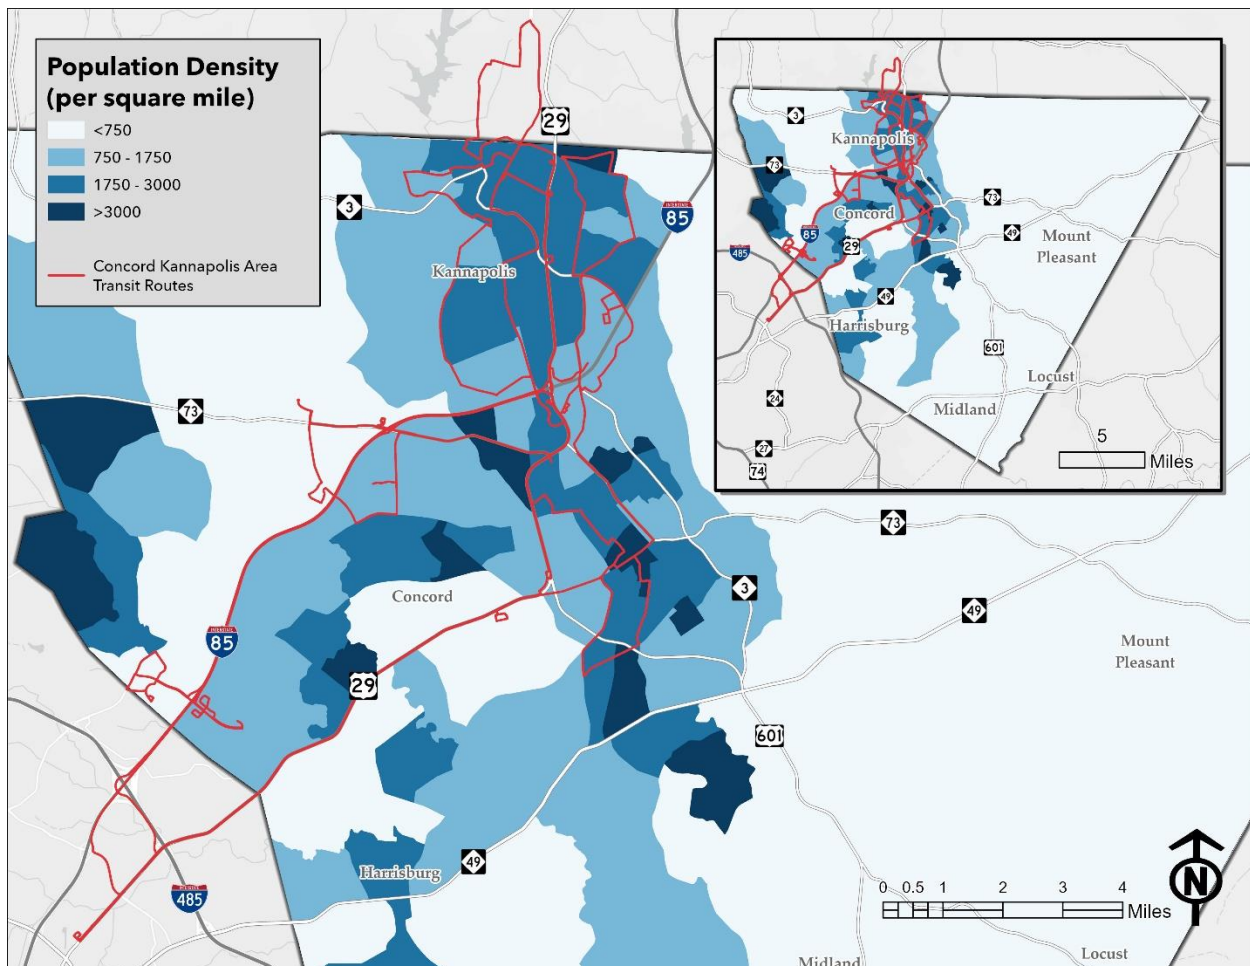 Population Density
(per square mile)
<750
750 - 1750
1750 - 3000
>3000
Concord Kannapolis Area
Transit Routes
29
3
INTERSTATE
85
Kannapolis
73
Concord
85
29
73
3
49
Mount
Pleasant
601
49
Harrisburg
485
Midland
Locust
0 0.5 1 2 3 4
Miles
N
3
Kannapolis
73
73
Concord
49
Mount
Pleasant
485
85
29
49
Harrisburg
601
Locust
24
Midland
27
74
5
Miles